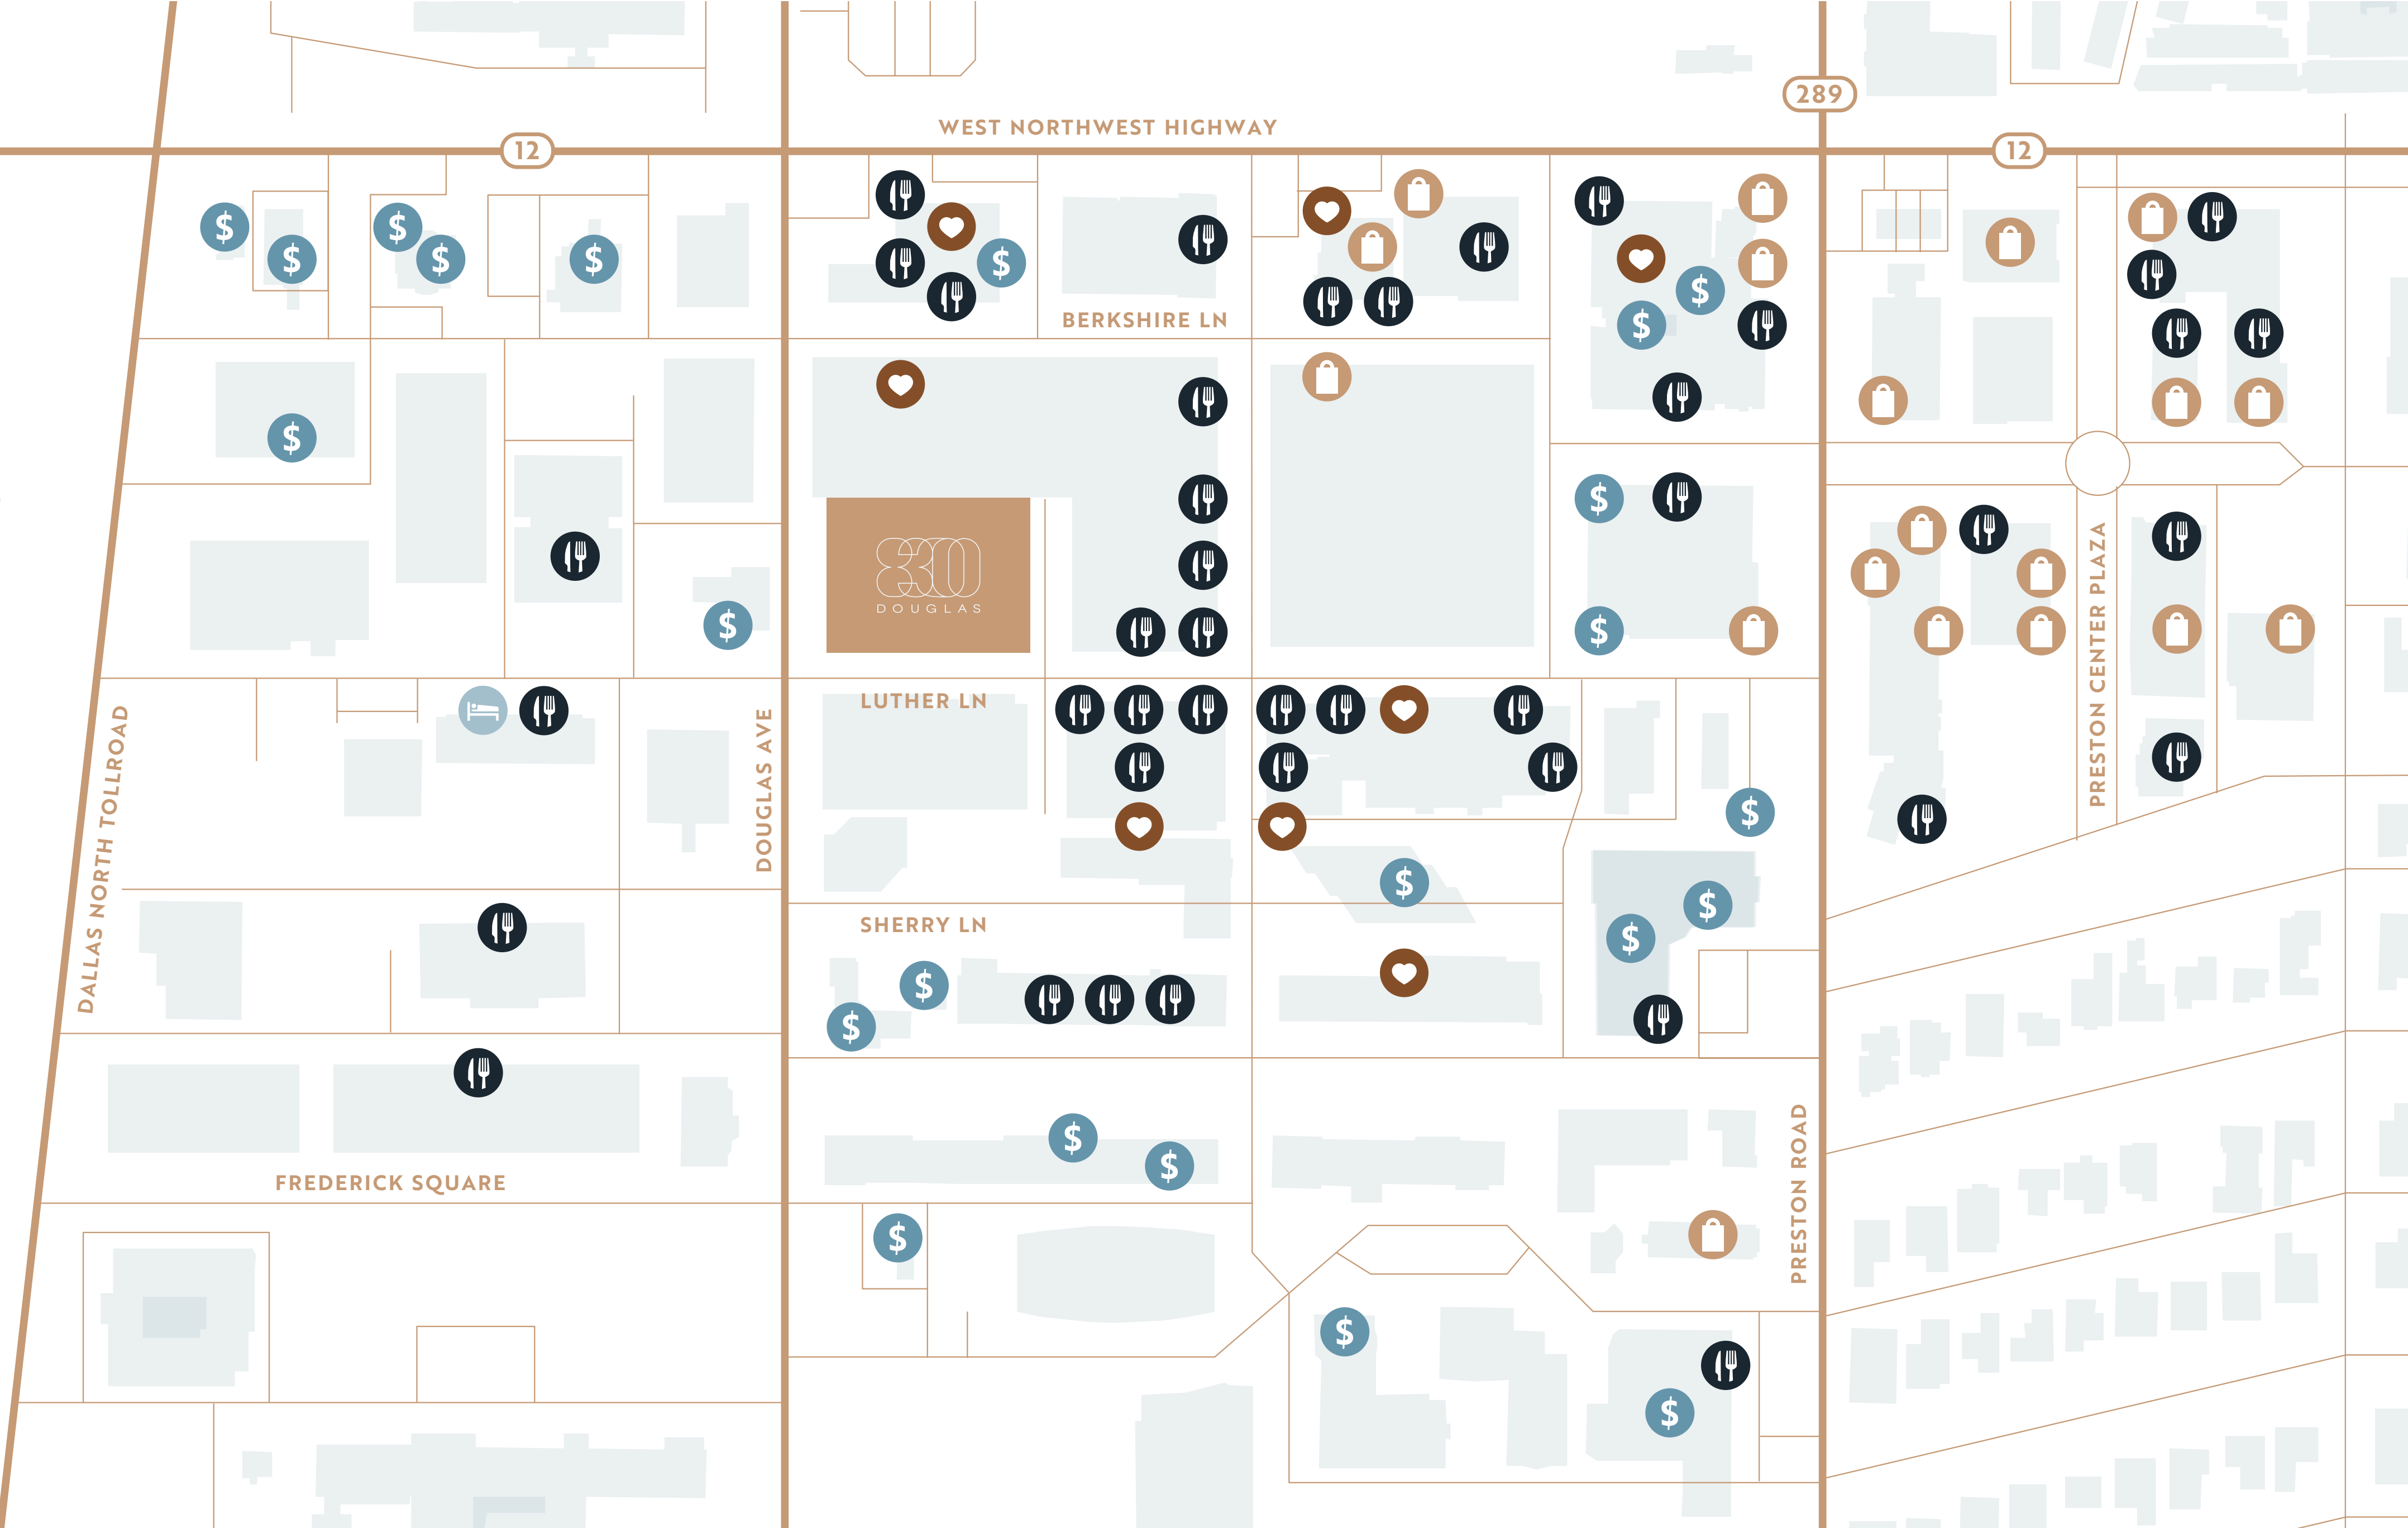 289
WEST NORTHWEST HIGHWAY
12
12
BERKSHIRE LN
8300
DOUGLAS
PRESTON CENTER PLAZA
LUTHER LN
DALLAS NORTH TOLLROAD
DOUGLAS AVE
SHERRY LN
PRESTON ROAD
FREDERICK SQUARE